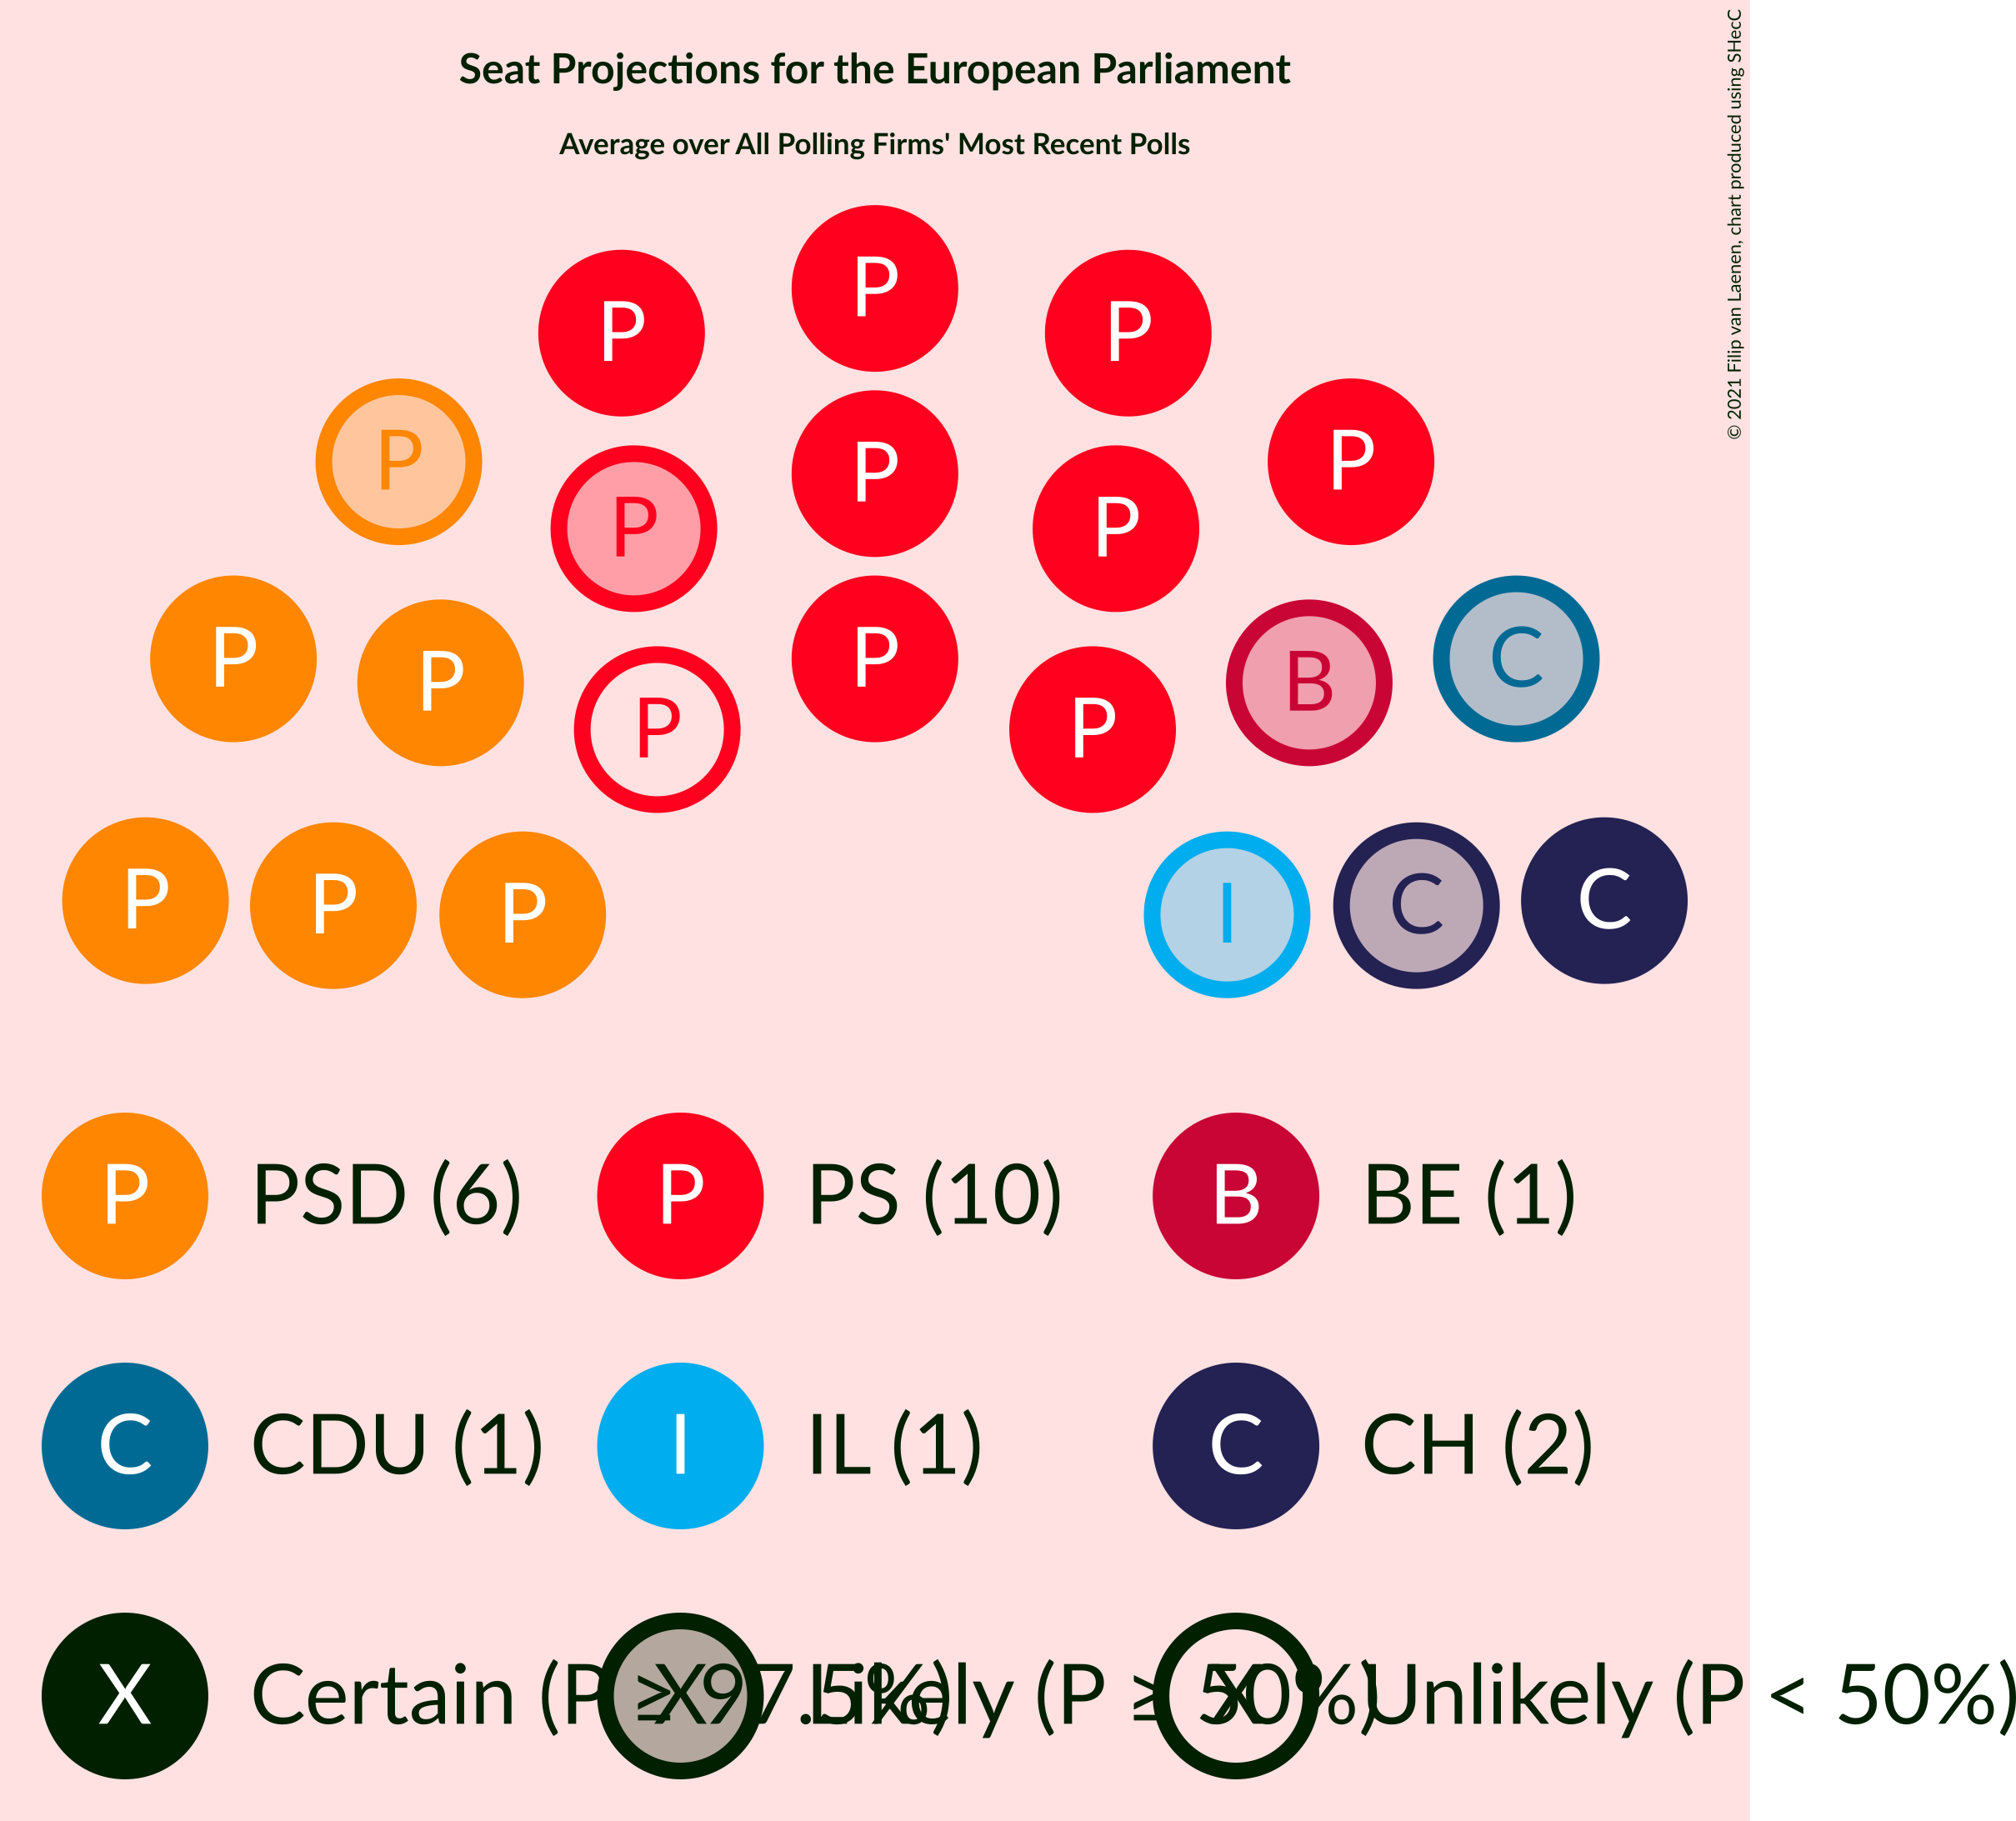 Seat Projections for the European Parliament
Average over All Polling Firms' Most Recent Polls
© 2021 Filip van Laenen, chart produced using SHecC
P
P P
P P
P P
P P
C
P
P
P B
P P
I C C
P P P
P PSD (6) P PS (10) B BE (1)
C CDU (1) I IL (1) C CH (2)
X Certain (P ≥ 97.5%) X Likely (P ≥ 50%) X Unlikely (P < 50%)